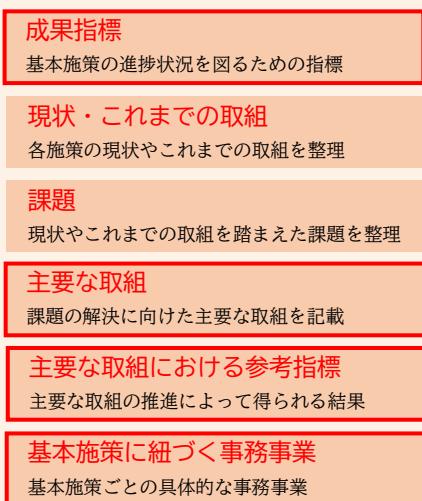 成果指標
基本施策の進捗状況を図るための指標
現状・これまでの取組
各施策の現状やこれまでの取組を整理
課題
現状やこれまでの取組を踏まえた課題を整理
主要な取組
課題の解決に向けた主要な取組を記載
主要な取組における参考指標
主要な取組の推進によって得られる結果
基本施策に紐づく事務事業
基本施策ごとの具体的な事務事業